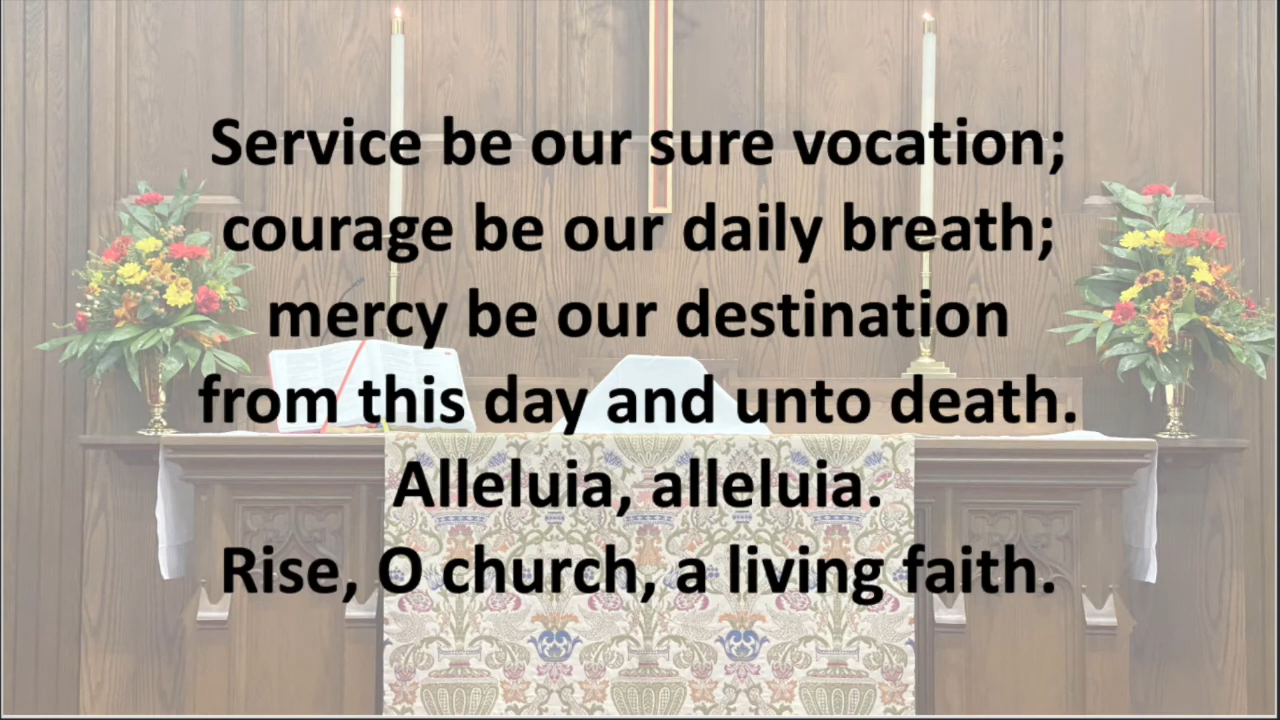 Service be our sure vocation;
courage be our daily breath;
mercy be our destination
from this day and unto death.
Alleluia, alleluia.
Rise, O church, a living faith.